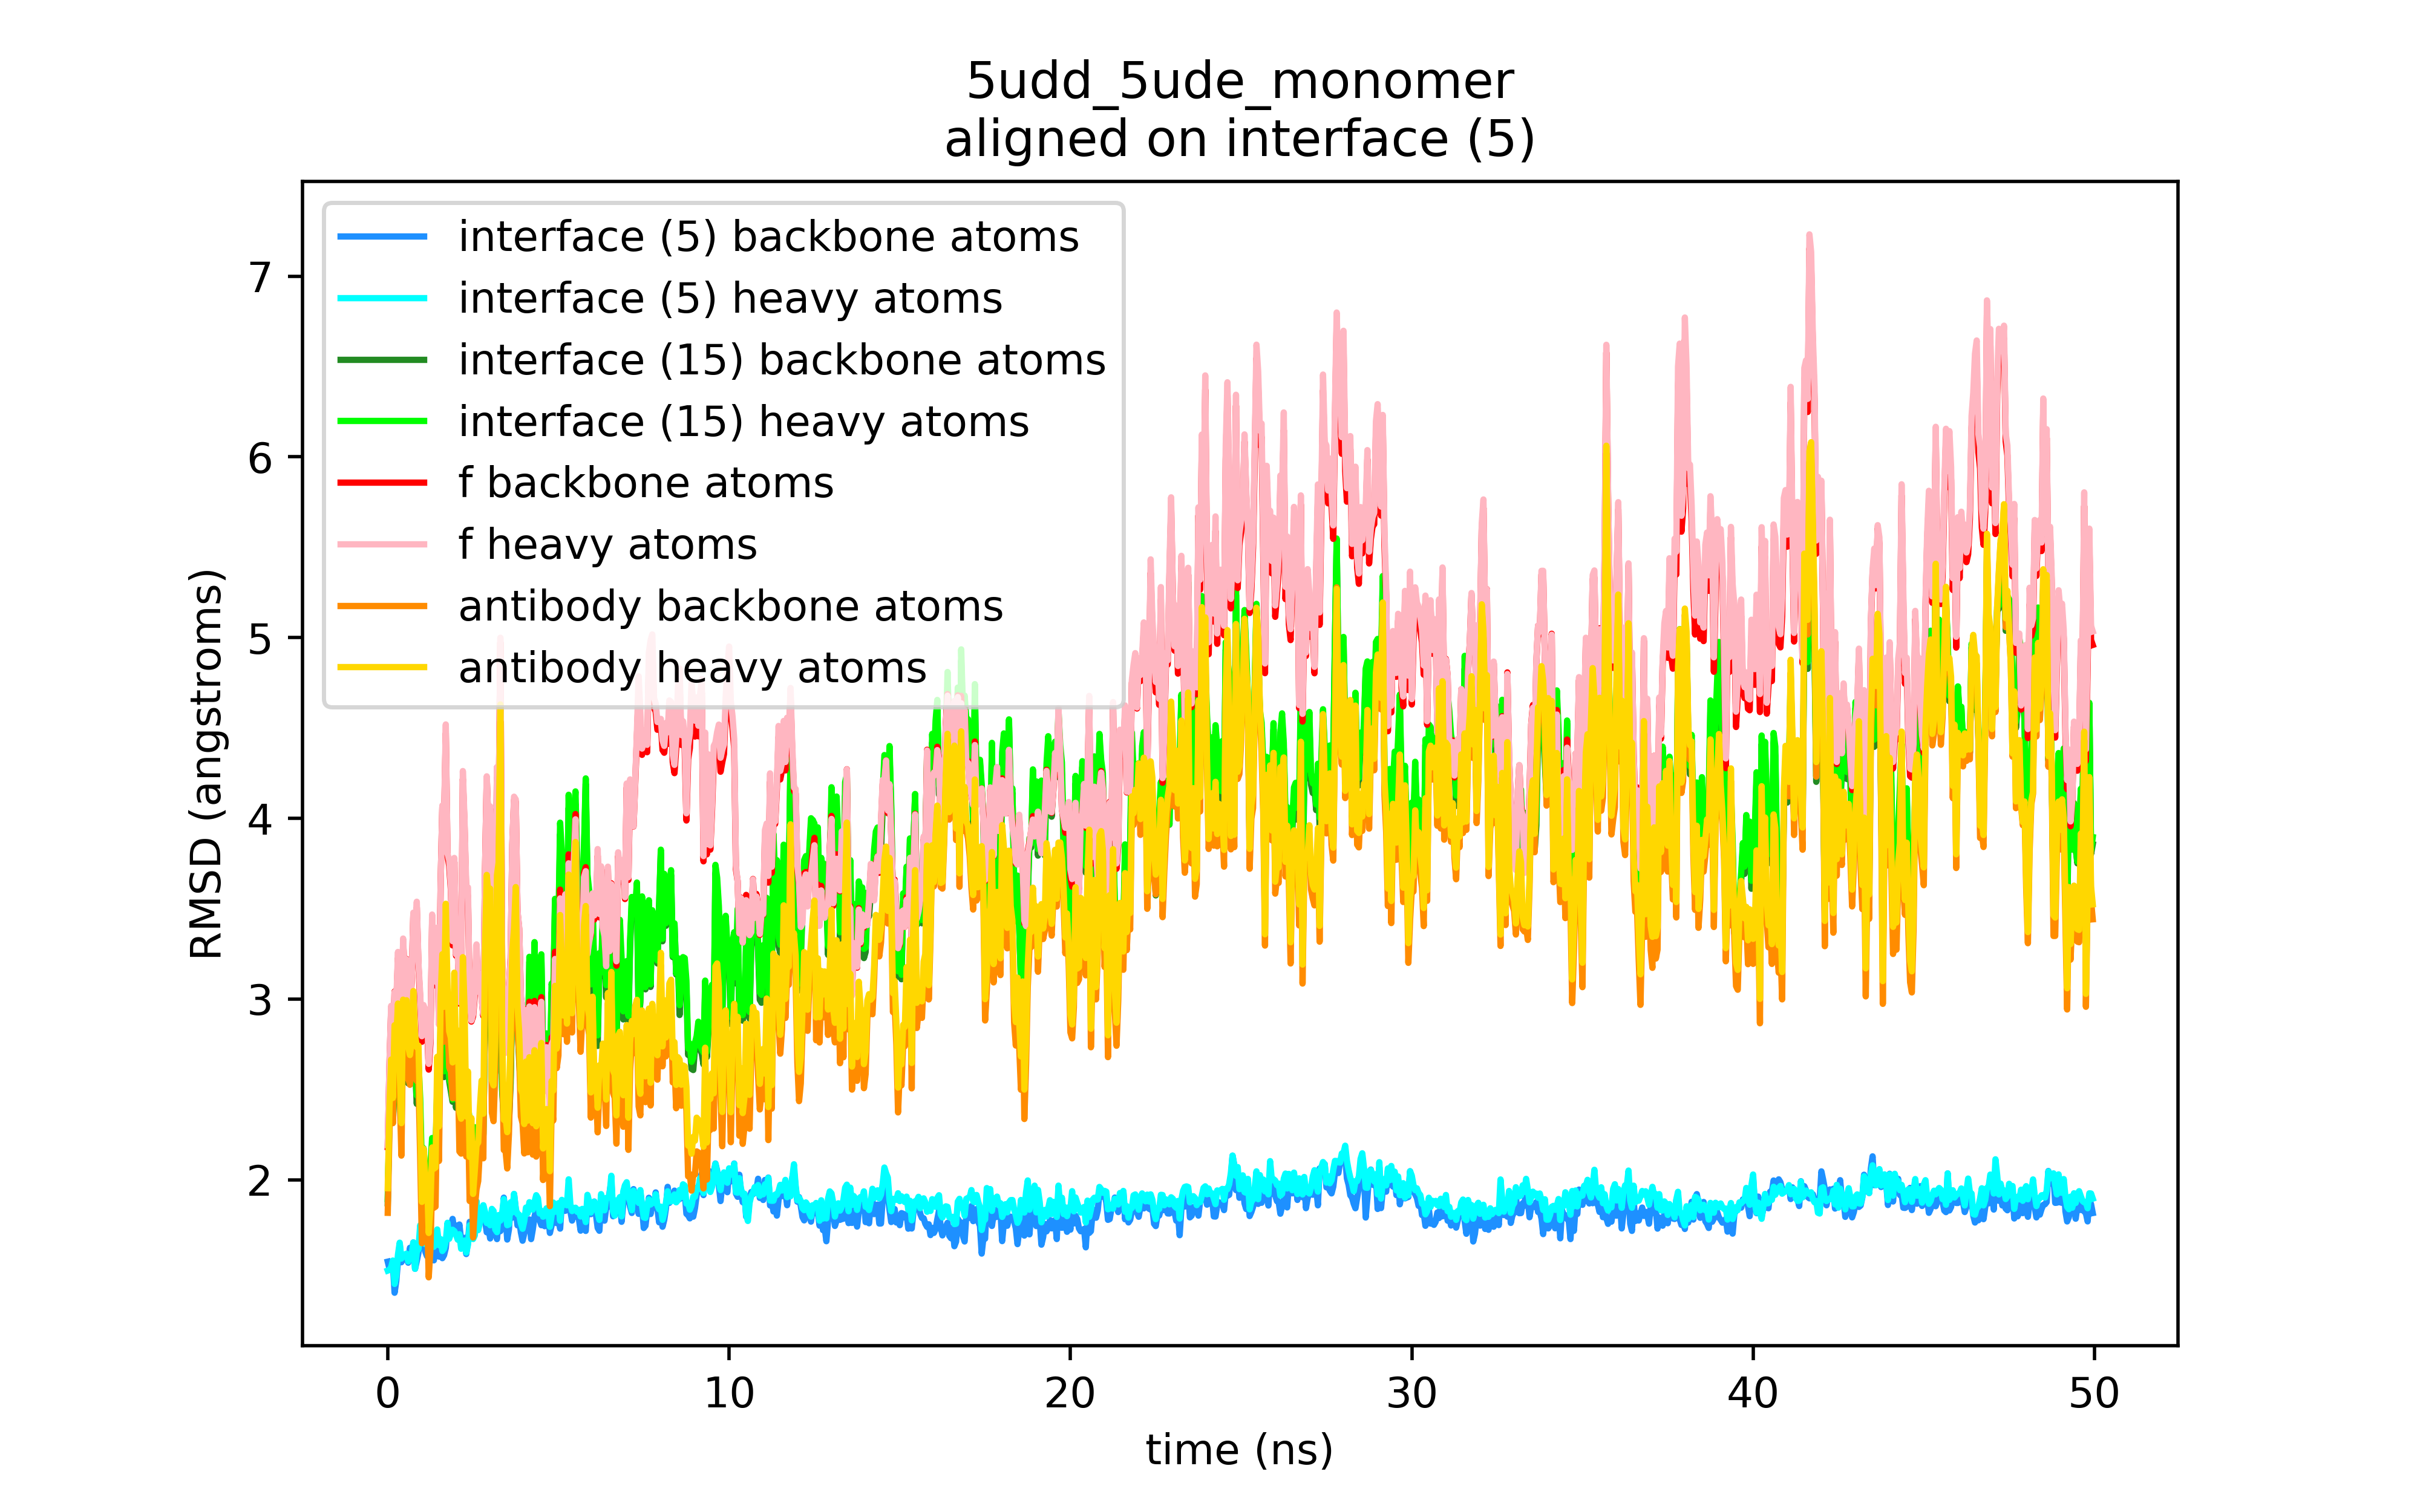 5udd_5ude_monomer
aligned on interface (5)
interface (5) backbone atoms
interface (5) heavy atoms
interface (15) backbone atoms
interface (15) heavy atoms
f backbone atoms
f heavy atoms
antibody backbone atoms
antibody heavy atoms
RMSD (angstroms)
7
6
5
4
3
2
0 10 20 30 40 50
time (ns)